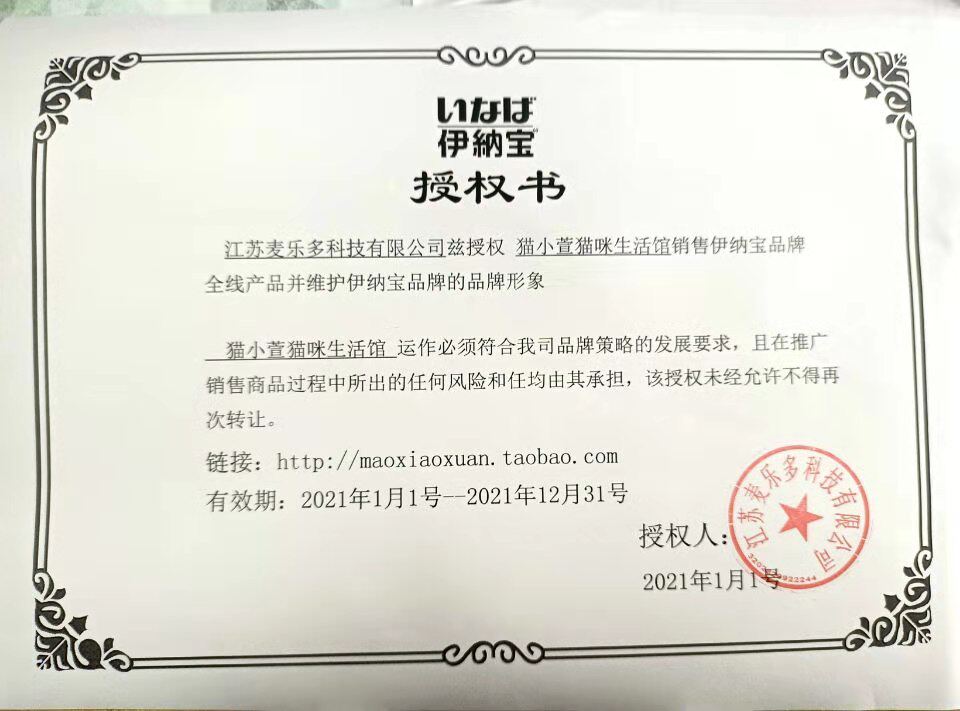 いなば
伊納宝
授权书
江苏麦乐多科技有限公司兹授权 猫小萱猫咪生活馆销售伊纳宝品牌
全线产品并维护伊纳宝品牌的品牌形象
猫小萱猫咪生活馆 运作必须符合我司品牌策略的发展要求，且在推广
销售商品过程中所出的任何风险和任均由其承担，该授权未经允许不得再
次转让。
链接：http://maoxiaoxuan.taobao.com
有效期：2021年1月1号--2021年12月31号
授权人：
江苏麦乐多科技有限公司
2021年1月1号